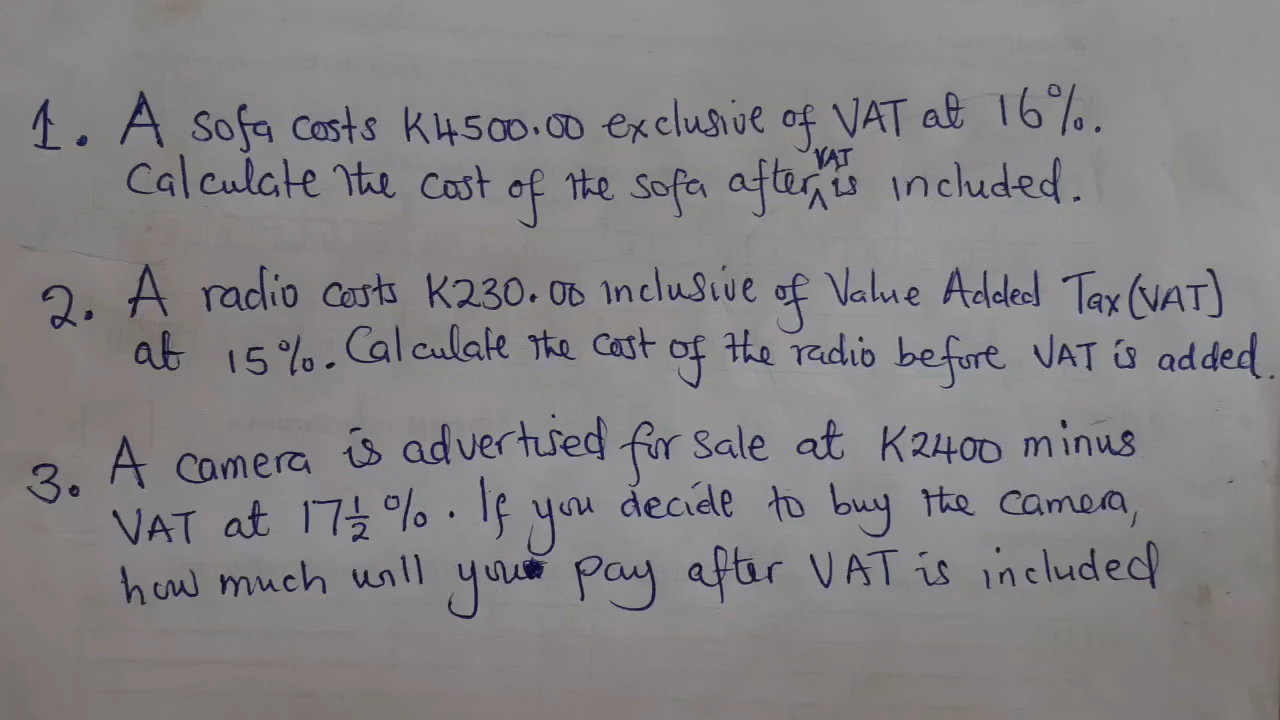 1. A sofa costs K4500.00 exclusive of VAT at 16%.
Calculate the cost of the sofa after VAT is included.
2. A radio costs K230.00 inclusive of Value Added Tax (VAT)
at 15%. Calculate the cost of the radio before VAT is added.
3. A camera is advertised for sale at K2400 minus
VAT at 17½%. If you decide to buy the camera,
how much will you pay after VAT is included